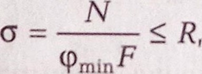 σ = N / (φ_min F) ≤ R,